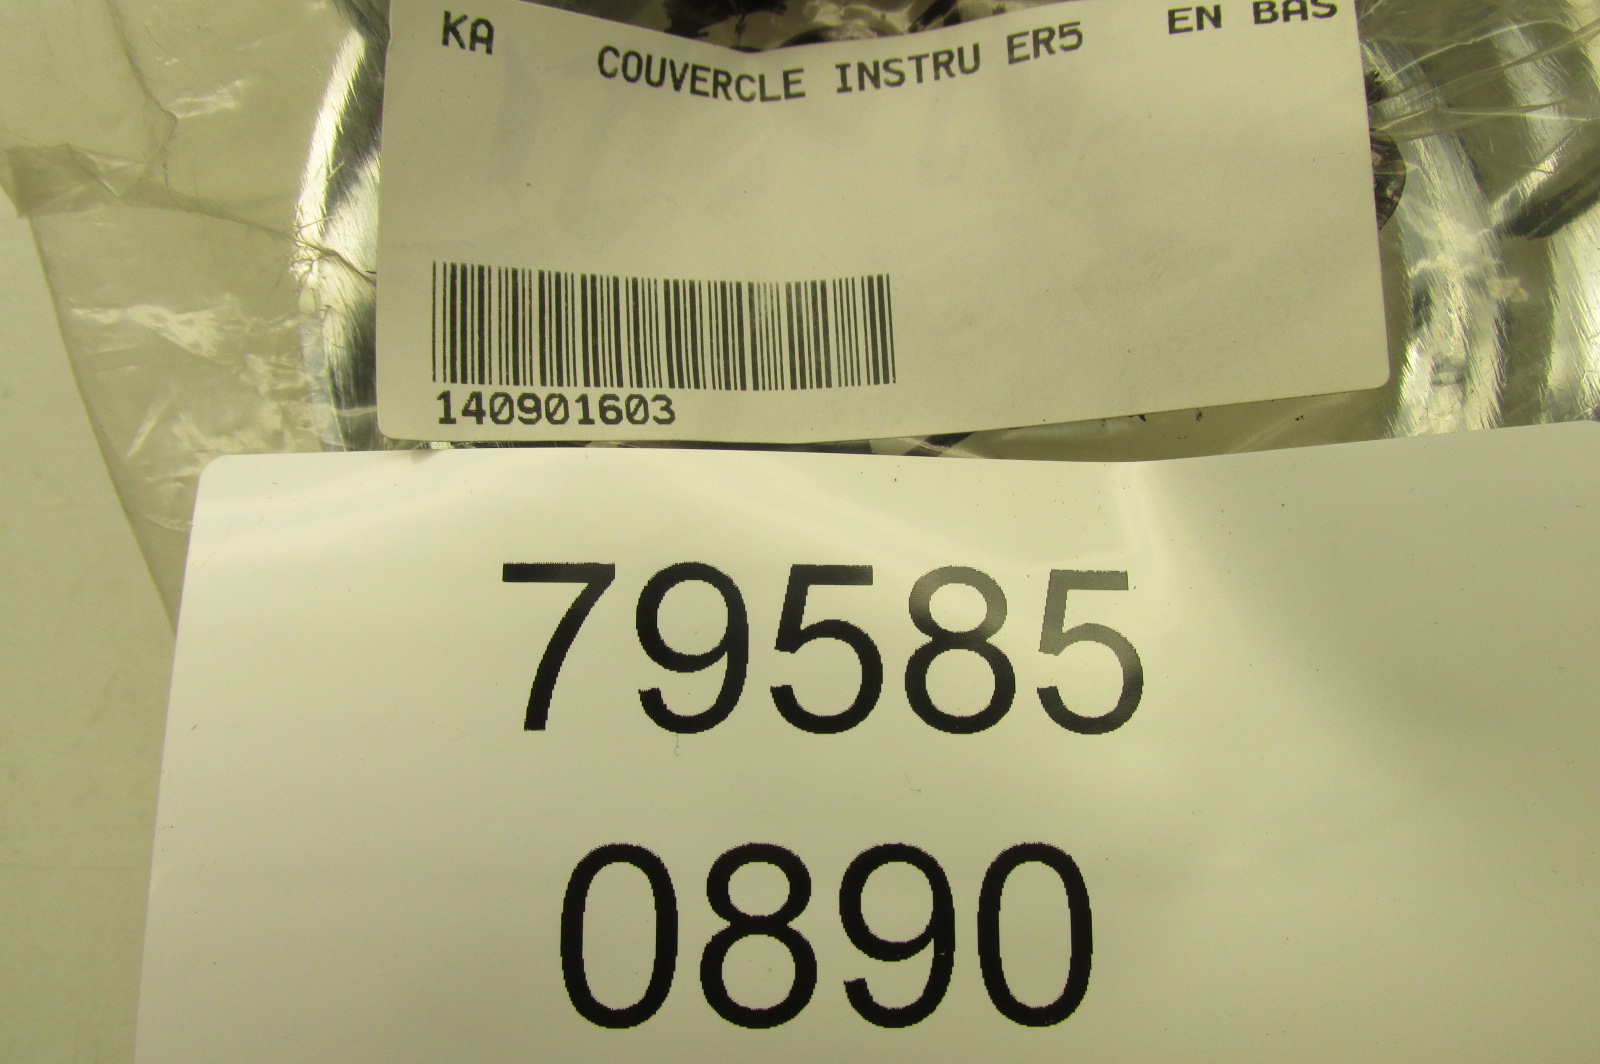 KA COUVERCLE INSTRU ER5 EN BAS
140901603
79585
0890